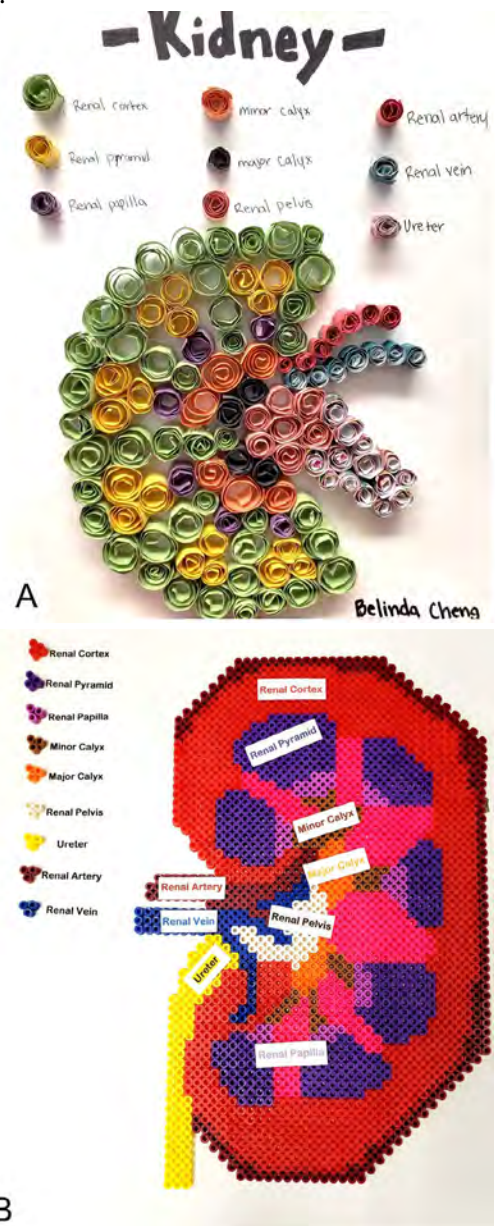 - Kidney -
Renal cortex
minor calyx
Renal artery
Renal pyramid
major calyx
Renal vein
Renal papilla
Renal pelvis
Ureter
A
Belinda Cheng
Renal Cortex
Renal Pyramid
Renal Papilla
Minor Calyx
Major Calyx
Renal Pelvis
Ureter
Renal Artery
Renal Vein
Renal Cortex
Renal Pyramid
Minor Calyx
Major Calyx
Renal Artery
Renal Vein
Renal Pelvis
Ureter
Renal Papilla
B